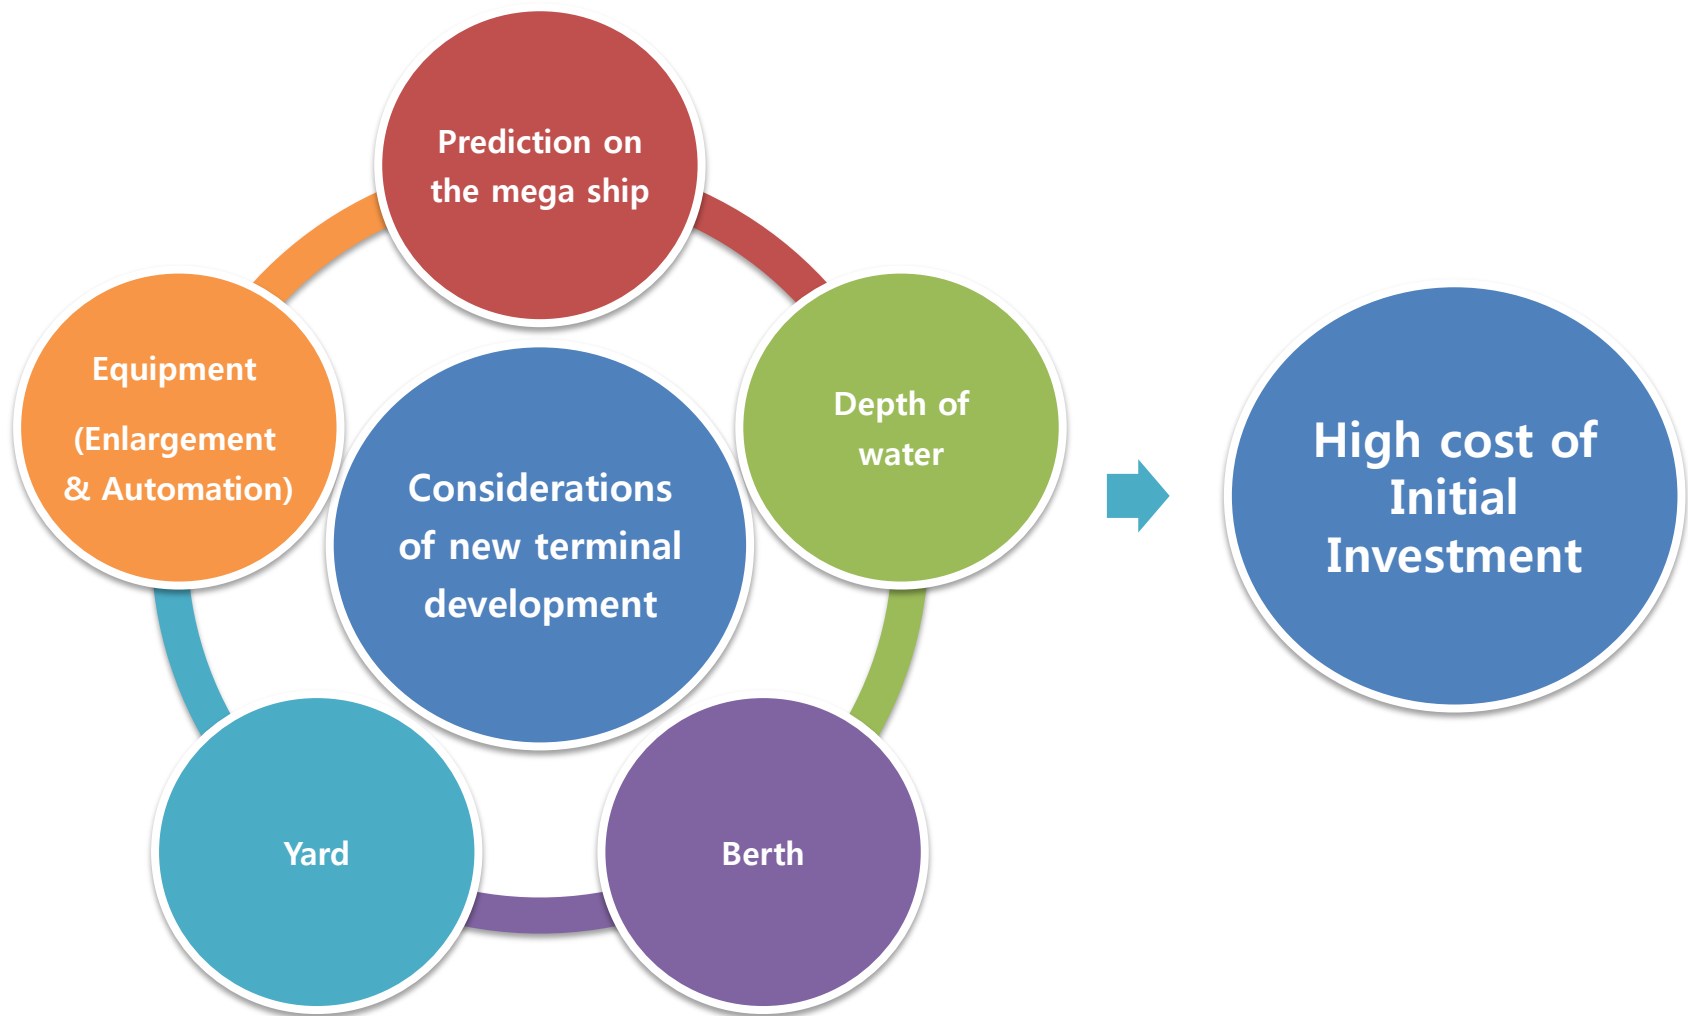 Prediction on
the mega ship
Equipment
(Enlargement
& Automation)
Depth of
water
Considerations
of new terminal
development
Yard
Berth
High cost of
Initial
Investment